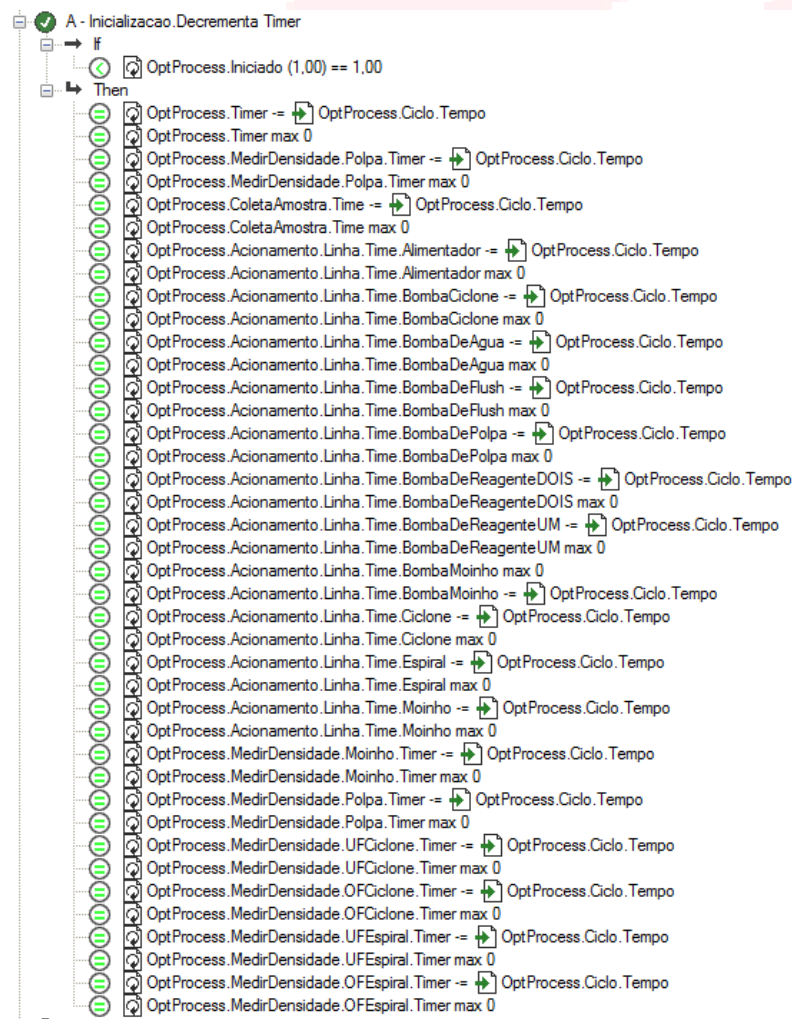 A - Inicializacao.Decrementa Timer
If
OptProcess.Iniciado (1,00) == 1,00
Then
OptProcess.Timer -= OptProcess.Ciclo.Tempo
OptProcess.Timer max 0
OptProcess.MedirDensidade.Polpa.Timer -= OptProcess.Ciclo.Tempo
OptProcess.MedirDensidade.Polpa.Timer max 0
OptProcess.ColetaAmostra.Time -= OptProcess.Ciclo.Tempo
OptProcess.ColetaAmostra.Time max 0
OptProcess.Acionamento.Linha.Time.Alimentador -= OptProcess.Ciclo.Tempo
OptProcess.Acionamento.Linha.Time.Alimentador max 0
OptProcess.Acionamento.Linha.Time.BombaCiclone -= OptProcess.Ciclo.Tempo
OptProcess.Acionamento.Linha.Time.BombaCiclone max 0
OptProcess.Acionamento.Linha.Time.BombaDeAgua -= OptProcess.Ciclo.Tempo
OptProcess.Acionamento.Linha.Time.BombaDeAgua max 0
OptProcess.Acionamento.Linha.Time.BombaDeFlush -= OptProcess.Ciclo.Tempo
OptProcess.Acionamento.Linha.Time.BombaDeFlush max 0
OptProcess.Acionamento.Linha.Time.BombaDePolpa -= OptProcess.Ciclo.Tempo
OptProcess.Acionamento.Linha.Time.BombaDePolpa max 0
OptProcess.Acionamento.Linha.Time.BombaDeReagenteDOIS -= OptProcess.Ciclo.Tempo
OptProcess.Acionamento.Linha.Time.BombaDeReagenteDOIS max 0
OptProcess.Acionamento.Linha.Time.BombaDeReagenteUM -= OptProcess.Ciclo.Tempo
OptProcess.Acionamento.Linha.Time.BombaDeReagenteUM max 0
OptProcess.Acionamento.Linha.Time.BombaMoinho max 0
OptProcess.Acionamento.Linha.Time.BombaMoinho -= OptProcess.Ciclo.Tempo
OptProcess.Acionamento.Linha.Time.Ciclone -= OptProcess.Ciclo.Tempo
OptProcess.Acionamento.Linha.Time.Ciclone max 0
OptProcess.Acionamento.Linha.Time.Espiral -= OptProcess.Ciclo.Tempo
OptProcess.Acionamento.Linha.Time.Espiral max 0
OptProcess.Acionamento.Linha.Time.Moinho -= OptProcess.Ciclo.Tempo
OptProcess.Acionamento.Linha.Time.Moinho max 0
OptProcess.MedirDensidade.Moinho.Timer -= OptProcess.Ciclo.Tempo
OptProcess.MedirDensidade.Moinho.Timer max 0
OptProcess.MedirDensidade.Polpa.Timer -= OptProcess.Ciclo.Tempo
OptProcess.MedirDensidade.Polpa.Timer max 0
OptProcess.MedirDensidade.UFCiclone.Timer -= OptProcess.Ciclo.Tempo
OptProcess.MedirDensidade.UFCiclone.Timer max 0
OptProcess.MedirDensidade.OFCiclone.Timer -= OptProcess.Ciclo.Tempo
OptProcess.MedirDensidade.OFCiclone.Timer max 0
OptProcess.MedirDensidade.UFEspiral.Timer -= OptProcess.Ciclo.Tempo
OptProcess.MedirDensidade.UFEspiral.Timer max 0
OptProcess.MedirDensidade.OFEspiral.Timer -= OptProcess.Ciclo.Tempo
OptProcess.MedirDensidade.OFEspiral.Timer max 0